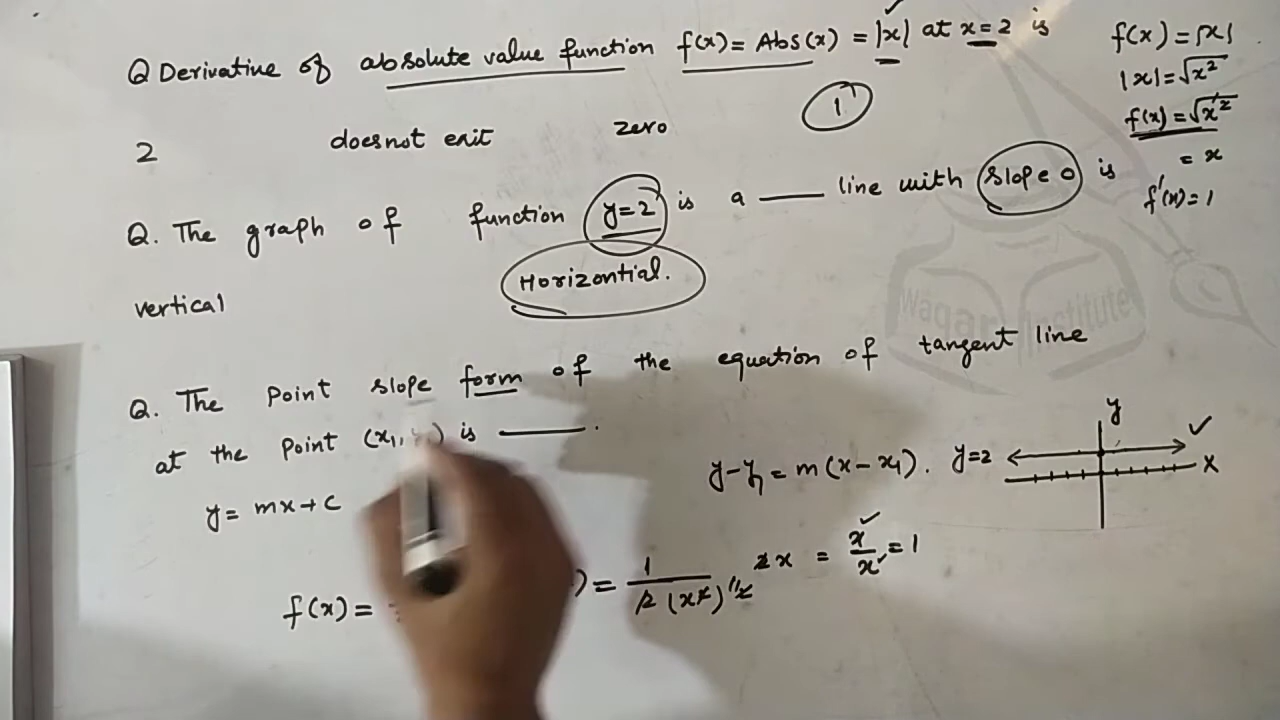 Q Derivative of absolute value function f(x) = Abs(x) = |x| at x=2 is
2 doesnot exit zero 1
f(x) = |x|
|x| = √x²
f(x) = √x²
= x
f'(x) = 1
Q. The graph of function y=2 is a ___ line with slope 0 is
vertical Horizontial.
Q. The point slope form of the equation of tangent line
at the point (x₁, is ___.
y = mx+c y-y₁ = m(x-x₁). y=2
y
x
f(x) = ) = 1/2(x²)^1/2 2x = x/x = 1
Waqar Institute